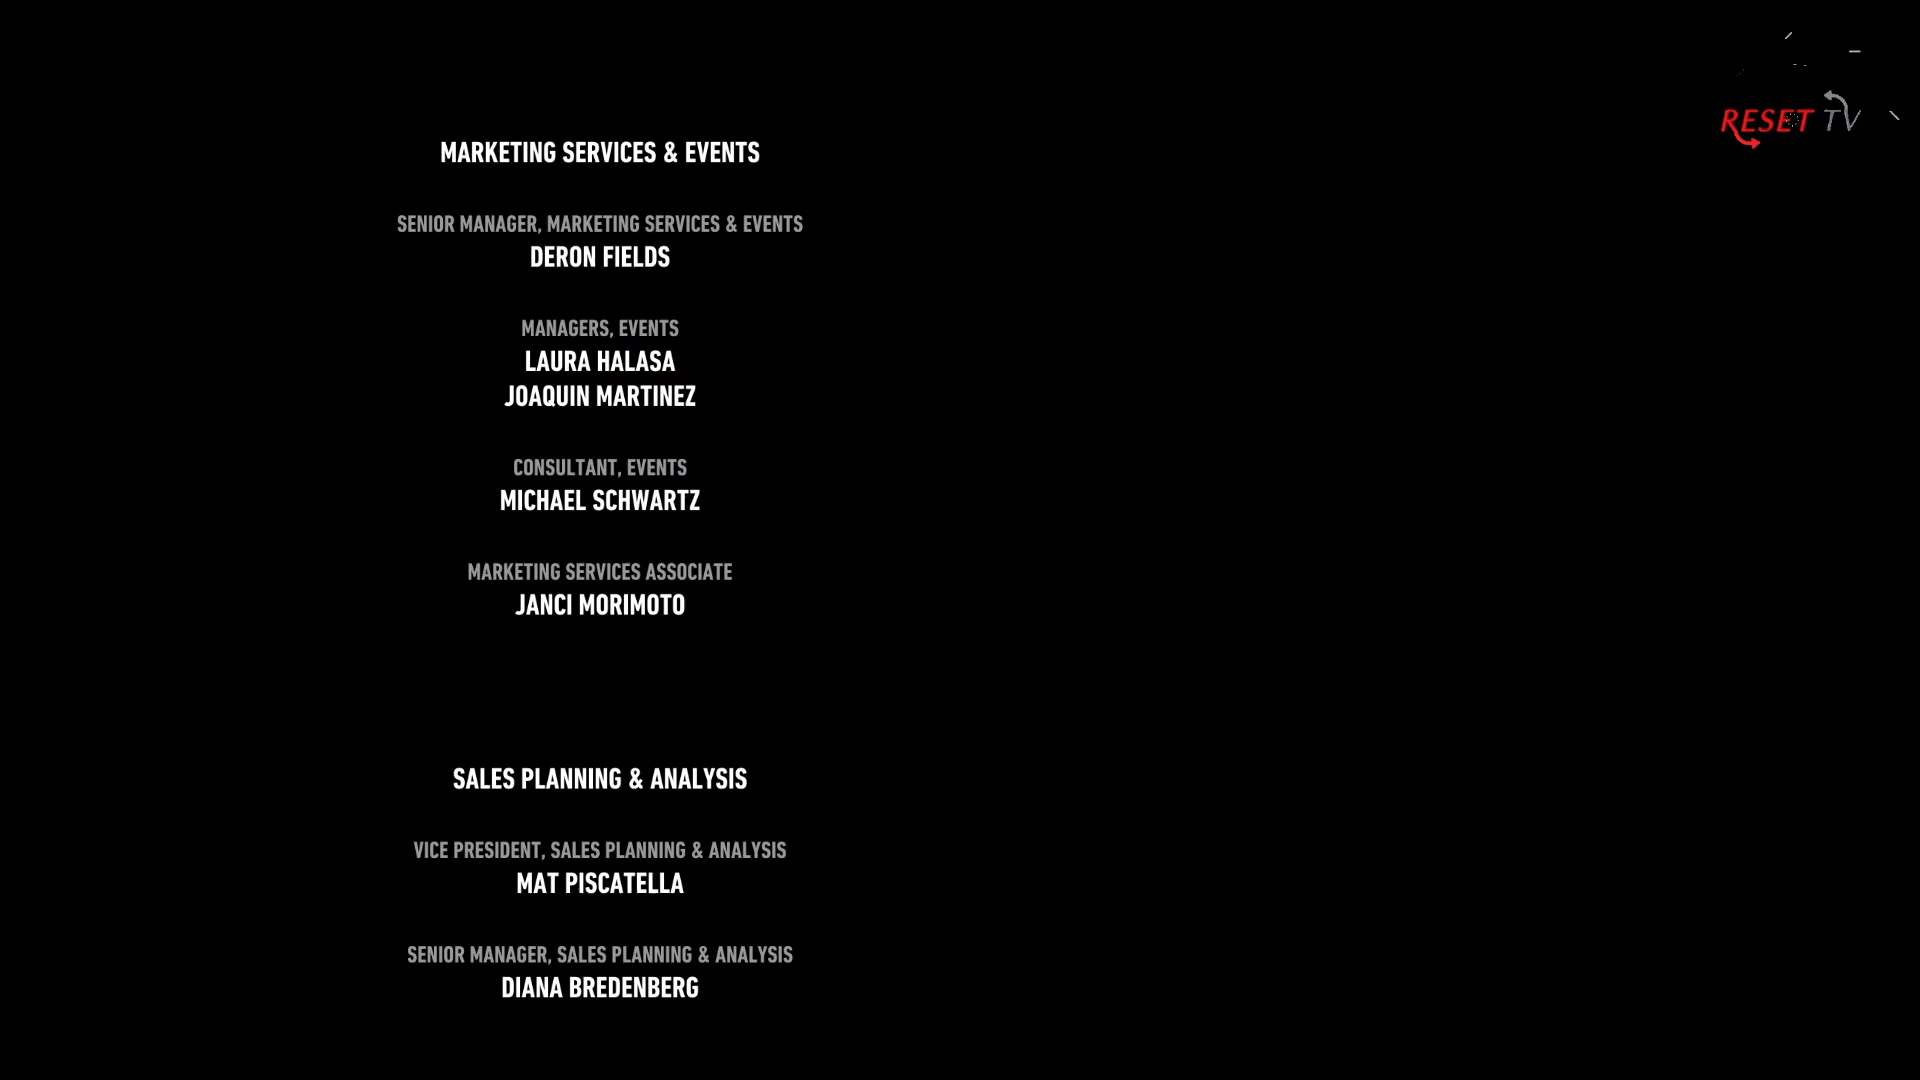 RESET TV
MARKETING SERVICES & EVENTS
SENIOR MANAGER, MARKETING SERVICES & EVENTS
DERON FIELDS
MANAGERS, EVENTS
LAURA HALASA
JOAQUIN MARTINEZ
CONSULTANT, EVENTS
MICHAEL SCHWARTZ
MARKETING SERVICES ASSOCIATE
JANCI MORIMOTO
SALES PLANNING & ANALYSIS
VICE PRESIDENT, SALES PLANNING & ANALYSIS
MAT PISCATELLA
SENIOR MANAGER, SALES PLANNING & ANALYSIS
DIANA BREDENBERG